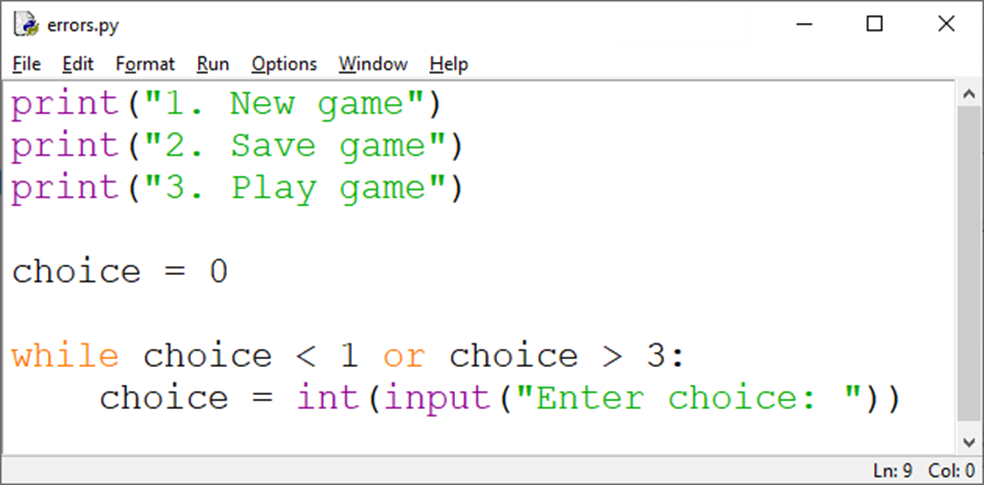 errors.py
File Edit Format Run Options Window Help
print("1. New game")
print("2. Save game")
print("3. Play game")

choice = 0

while choice < 1 or choice > 3:
    choice = int(input("Enter choice: "))
Ln: 9 Col: 0